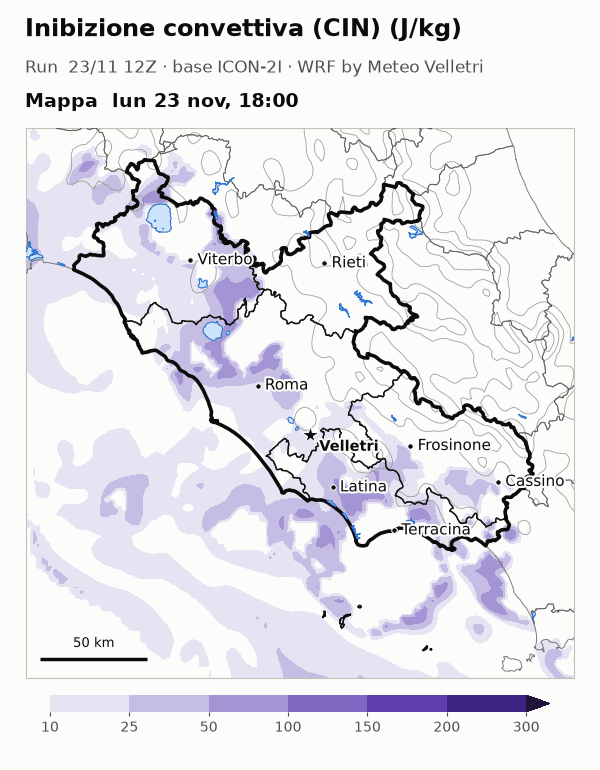 Inibizione convettiva (CIN) (J/kg)
Run  23/11 12Z · base ICON-2I · WRF by Meteo Velletri
Mappa  lun 23 nov, 18:00
Viterbo
Rieti
Roma
Velletri
Frosinone
Cassino
Latina
Terracina
50 km
10 25 50 100 150 200 300